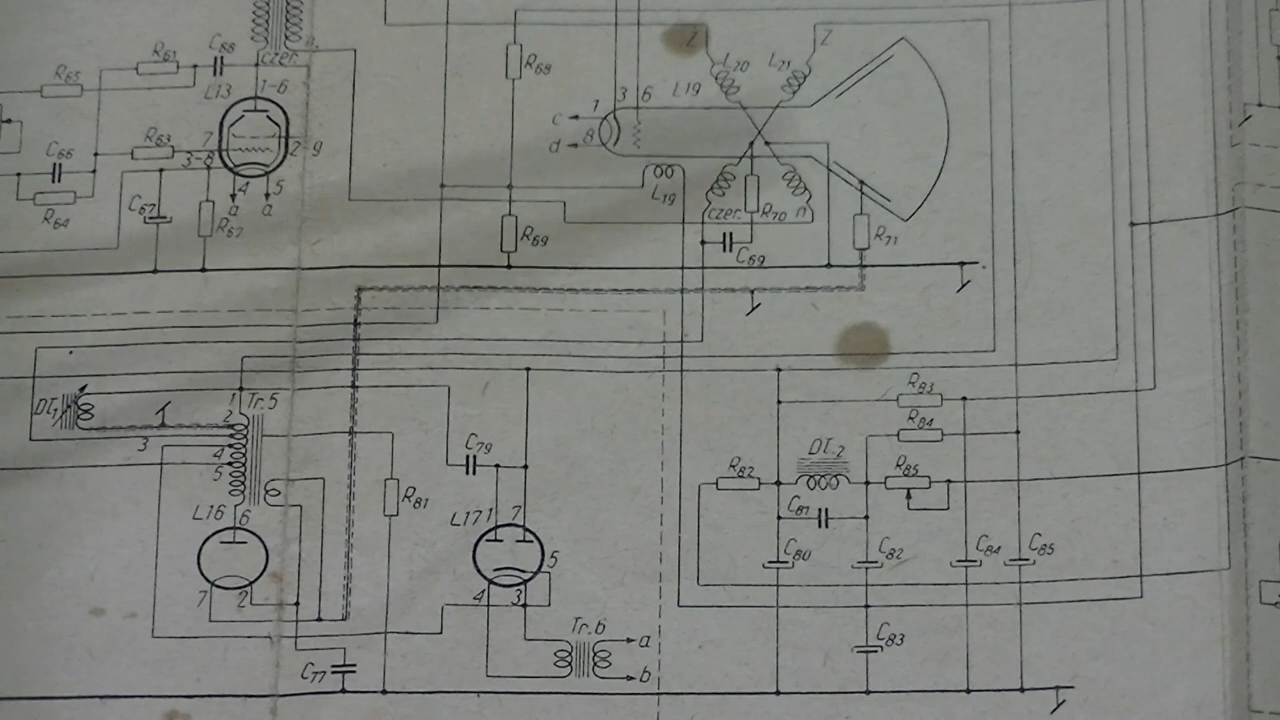 n.
czer.
R61
C88
R65
L13
1-6
R68
1
3
6
L19
L20
L21
c
d
8
R63
7
3-8
2-9
C66
R64
C67
4
5
a
a
R67
L19
czer.
R70
n
R69
C69
R71
Dł,1
1
Tr.5
2
3
4
5
R83
R84
C79
R82
Dł.2
R85
R81
C81
L16
6
L17
1
7
5
C80
C82
C84
C85
7
2
4
3
Tr.6
a
b
C83
C77